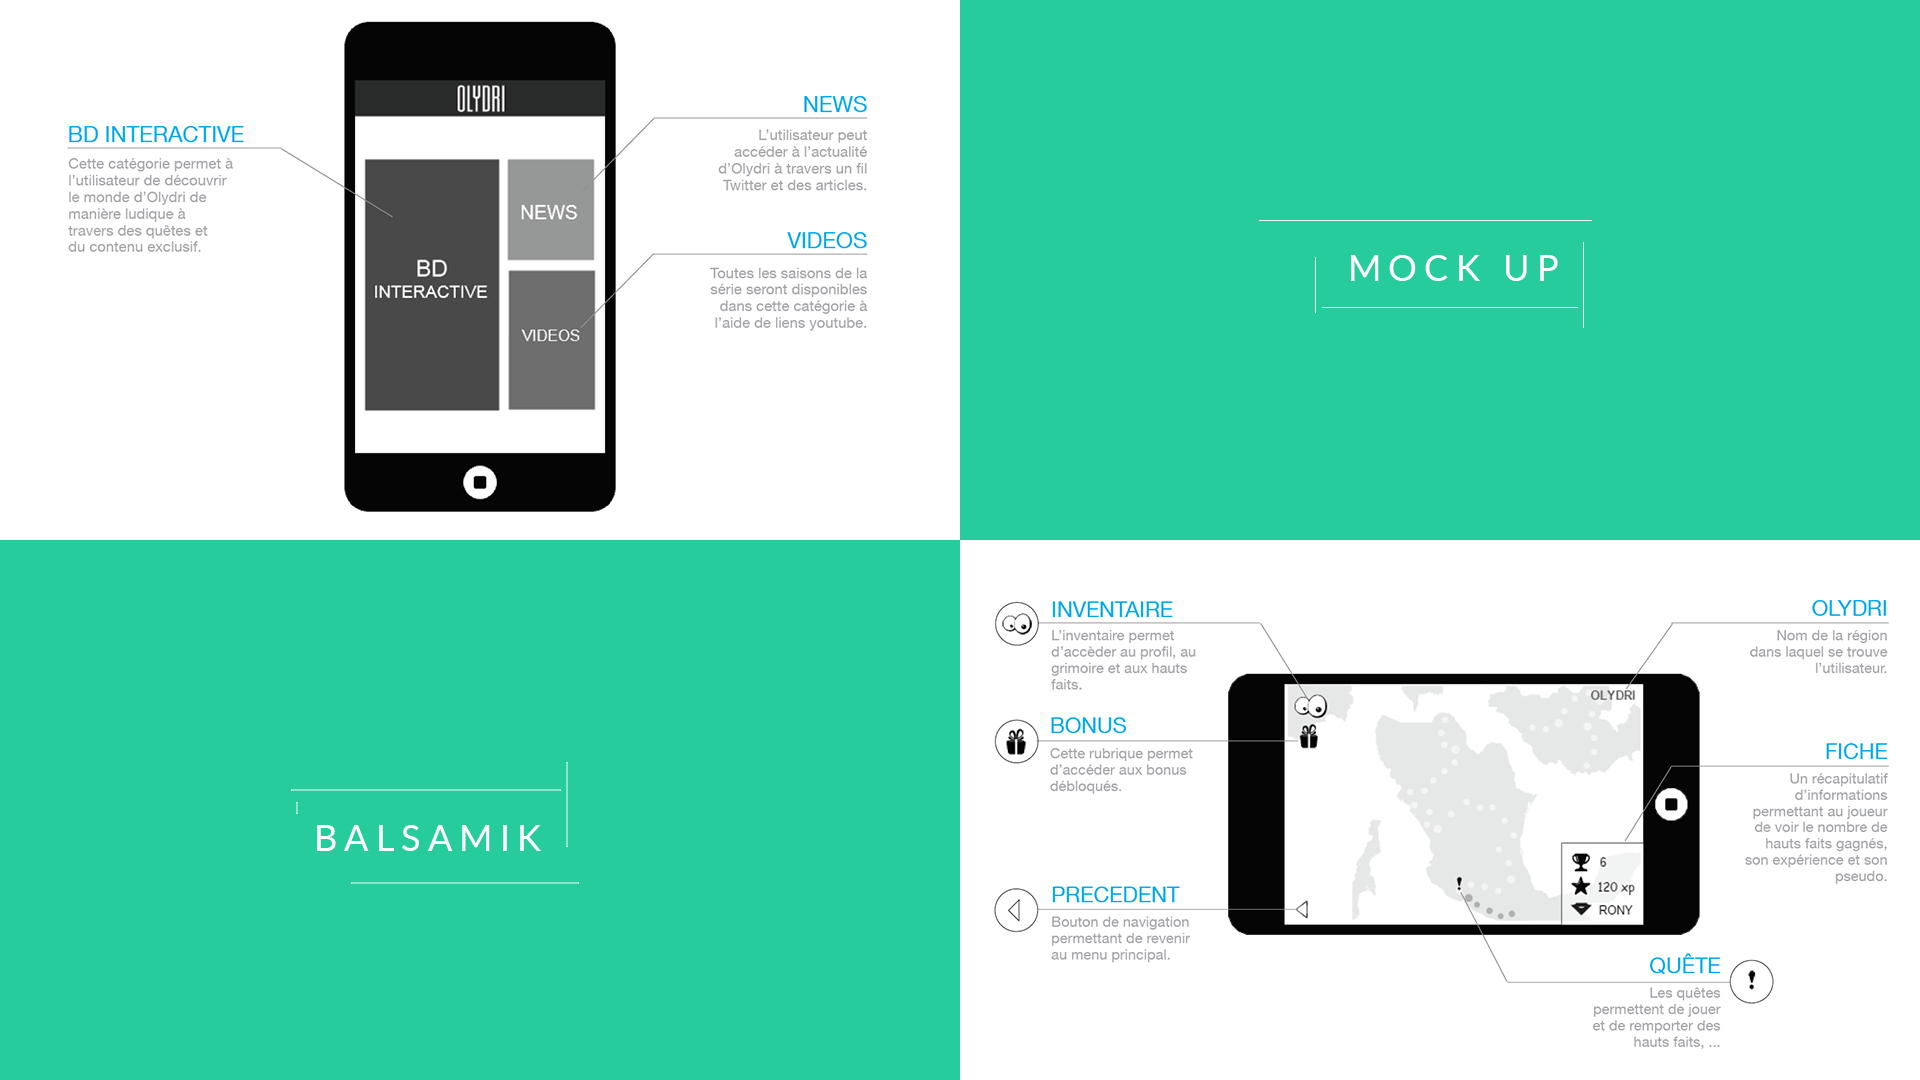 OLYDRI
BD INTERACTIVE
Cette catégorie permet à
l'utilisateur de découvrir
le monde d'Olydri de
manière ludique à
travers des quêtes et
du contenu exclusif.
BD
INTERACTIVE
NEWS
VIDEOS
NEWS
L'utilisateur peut
accéder à l'actualité
d'Olydri à travers un fil
Twitter et des articles.
VIDEOS
Toutes les saisons de la
série seront disponibles
dans cette catégorie à
l'aide de liens youtube.
MOCK UP
BALSAMIK
INVENTAIRE
L'inventaire permet
d'accèder au profil, au
grimoire et aux hauts
faits.
BONUS
Cette rubrique permet
d'accéder aux bonus
débloqués.
PRECEDENT
Bouton de navigation
permettant de revenir
au menu principal.
OLYDRI
6
120 xp
RONY
!
OLYDRI
Nom de la région
dans laquel se trouve
l'utilisateur.
FICHE
Un récapitulatif
d'informations
permettant au joueur
de voir le nombre de
hauts faits gagnés,
son expérience et son
pseudo.
QUÊTE
!
Les quêtes
permettent de jouer
et de remporter des
hauts faits, ...